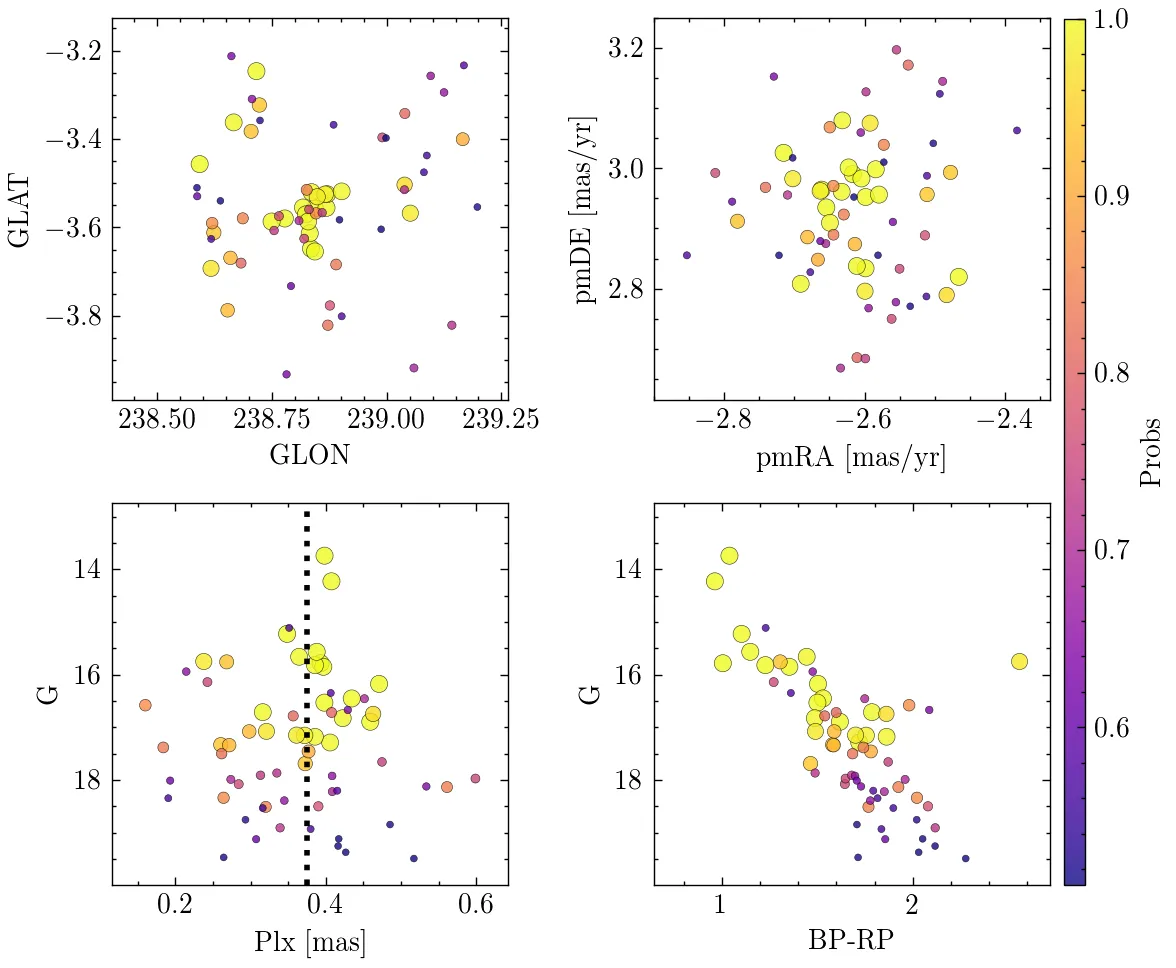 −3.2
−3.4
−3.6
−3.8
GLAT
238.50 238.75 239.00 239.25
GLON
3.2
3.0
2.8
pmDE [mas/yr]
−2.8 −2.6 −2.4
pmRA [mas/yr]
14
16
18
G
0.2 0.4 0.6
Plx [mas]
14
16
18
G
1 2
BP-RP
1.0
0.9
0.8
0.7
0.6
Probs